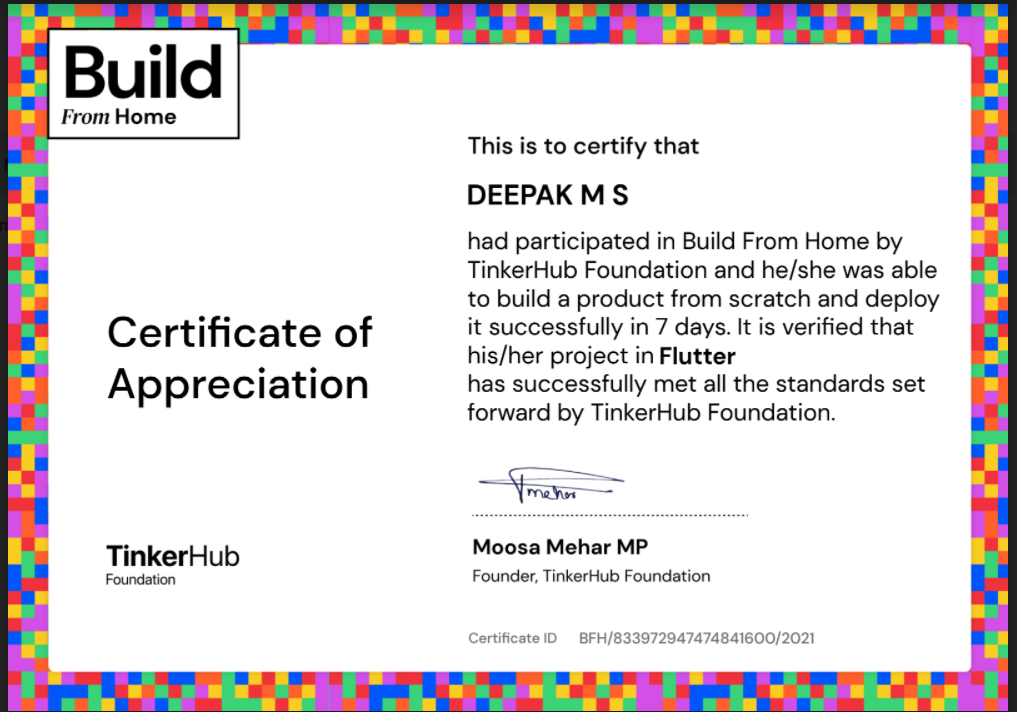 Build
From Home
This is to certify that
DEEPAK M S
had participated in Build From Home by
TinkerHub Foundation and he/she was able
to build a product from scratch and deploy
it successfully in 7 days. It is verified that
his/her project in Flutter
has successfully met all the standards set
forward by TinkerHub Foundation.
Certificate of
Appreciation
mehar
Moosa Mehar MP
Founder, TinkerHub Foundation
TinkerHub
Foundation
Certificate ID BFH/833972947474841600/2021